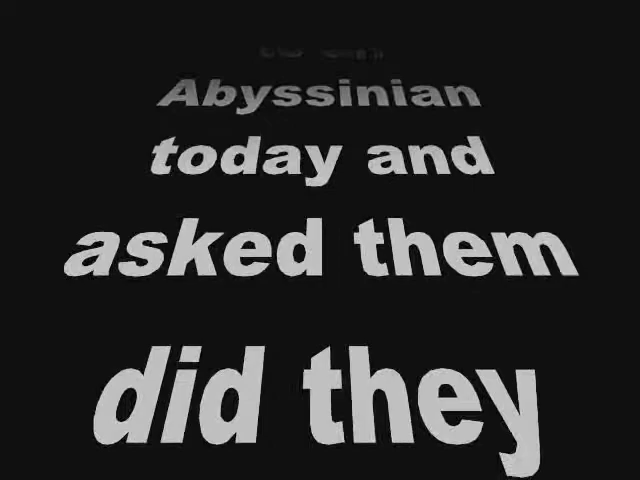 Abyssinian
today and
asked them
did they